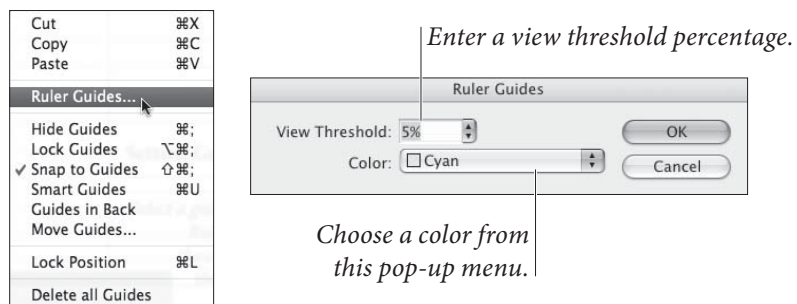 Cut ⌘X
Copy ⌘C
Paste ⌘V
Ruler Guides...
Hide Guides ⌘;
Lock Guides ⌥⌘;
✓ Snap to Guides ⇧⌘;
Smart Guides ⌘U
Guides in Back
Move Guides...
Lock Position ⌘L
Delete all Guides
Enter a view threshold percentage.
Ruler Guides
View Threshold: 5%
OK
Color: Cyan
Cancel
Choose a color from
this pop-up menu.